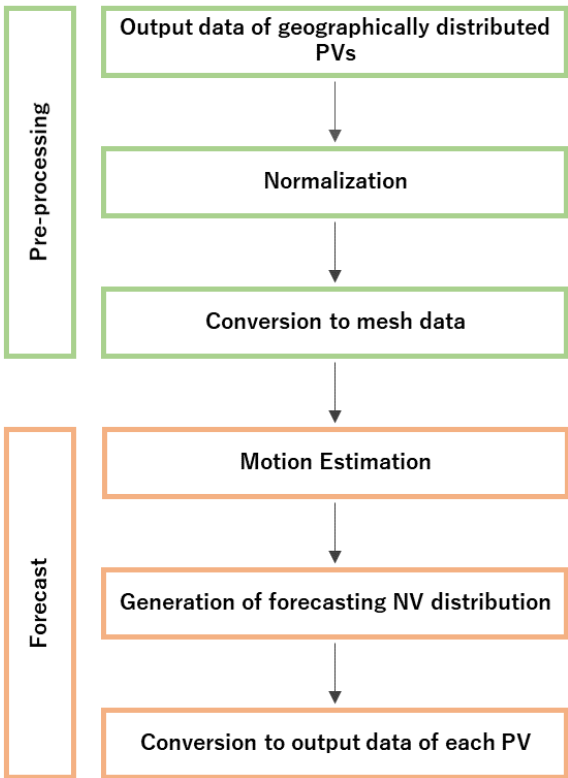 Pre-processing
Output data of geographically distributed
PVs
Normalization
Conversion to mesh data
Forecast
Motion Estimation
Generation of forecasting NV distribution
Conversion to output data of each PV